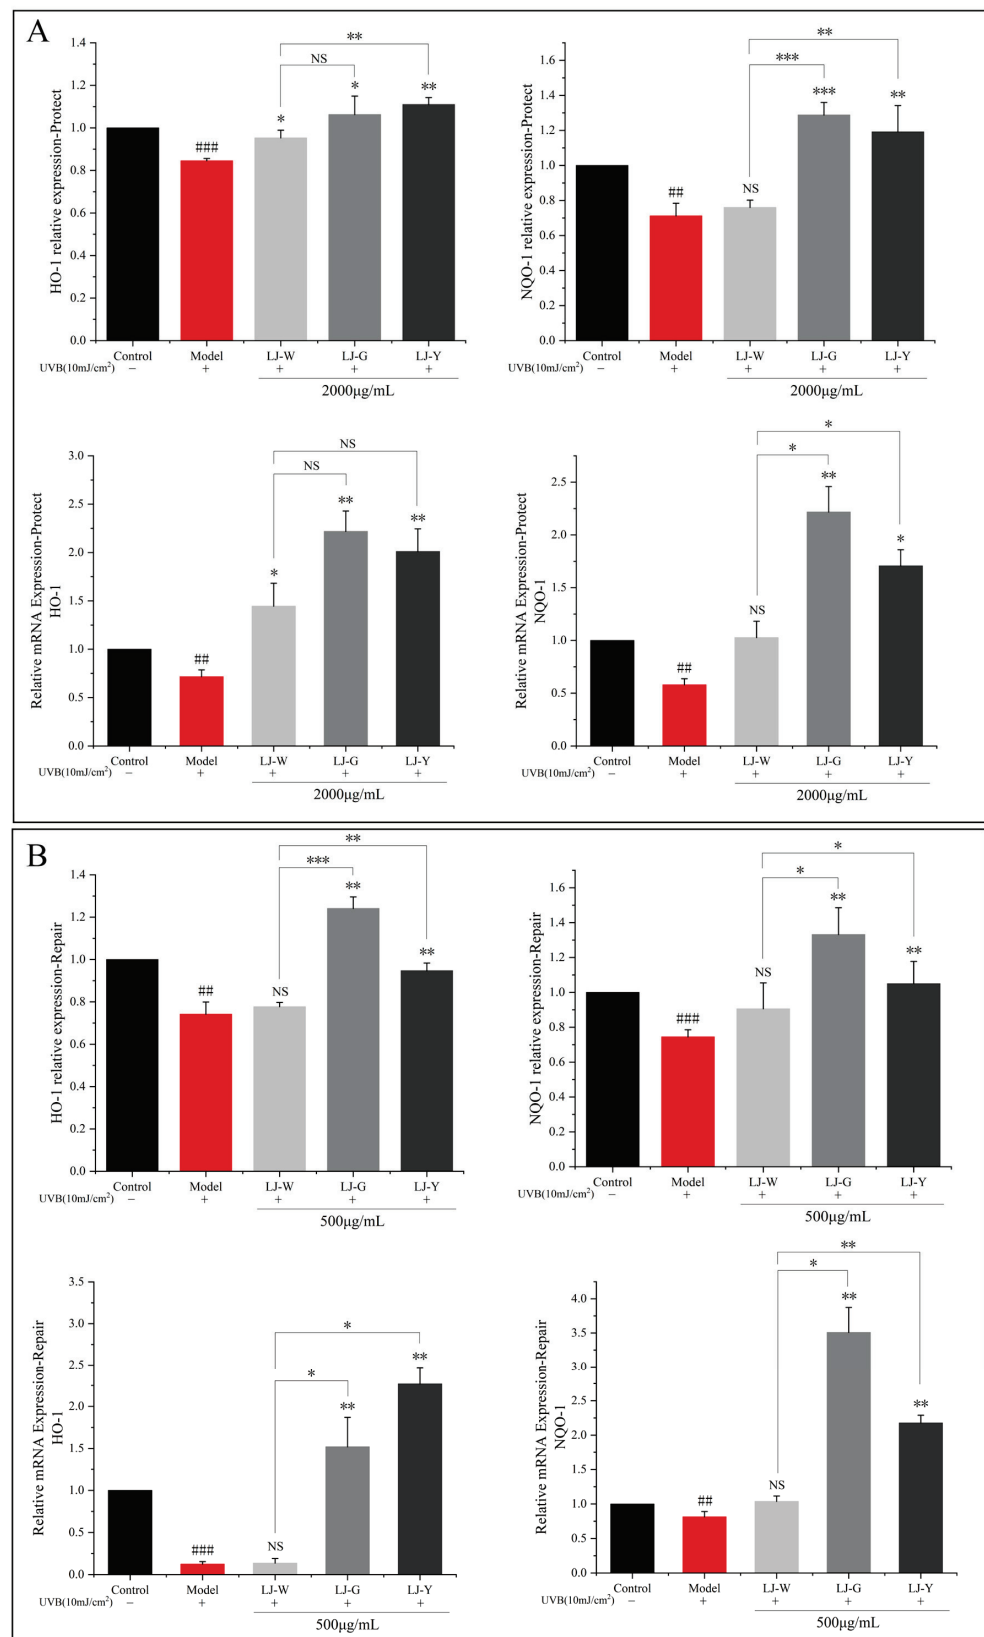 A
HO-1 relative expression-Protect
1.4
1.2
1.0
0.8
0.6
0.4
0.2
0.0
**
NS
###
*
*
**
Control Model LJ-W LJ-G LJ-Y
UVB(10mJ/cm²) − + + + +
2000μg/mL
NQO-1 relative expression-Protect
1.6
1.4
1.2
1.0
0.8
0.6
0.4
0.2
0.0
**
***
##
NS
***
**
Control Model LJ-W LJ-G LJ-Y
UVB(10mJ/cm²) − + + + +
2000μg/mL
Relative mRNA Expression-Protect
HO-1
3.0
2.5
2.0
1.5
1.0
0.5
0.0
NS
NS
##
*
**
**
Control Model LJ-W LJ-G LJ-Y
UVB(10mJ/cm²) − + + + +
2000μg/mL
Relative mRNA Expression-Protect
NQO-1
2.5
2.0
1.5
1.0
0.5
0.0
*
*
##
NS
**
*
Control Model LJ-W LJ-G LJ-Y
UVB(10mJ/cm²) − + + + +
2000μg/mL
B
HO-1 relative expression-Repair
1.4
1.2
1.0
0.8
0.6
0.4
0.2
0.0
**
***
##
NS
**
**
Control Model LJ-W LJ-G LJ-Y
UVB(10mJ/cm²) − + + + +
500μg/mL
NQO-1 relative expression-Repair
1.6
1.4
1.2
1.0
0.8
0.6
0.4
0.2
0.0
*
*
###
NS
**
**
Control Model LJ-W LJ-G LJ-Y
UVB(10mJ/cm²) − + + + +
500μg/mL
Relative mRNA Expression-Repair
HO-1
3.5
3.0
2.5
2.0
1.5
1.0
0.5
0.0
*
*
###
NS
**
**
Control Model LJ-W LJ-G LJ-Y
UVB(10mJ/cm²) − + + + +
500μg/mL
Relative mRNA Expression-Repair
NQO-1
4.0
3.5
3.0
2.5
2.0
1.5
1.0
0.5
0.0
**
*
##
NS
**
**
Control Model LJ-W LJ-G LJ-Y
UVB(10mJ/cm²) − + + + +
500μg/mL